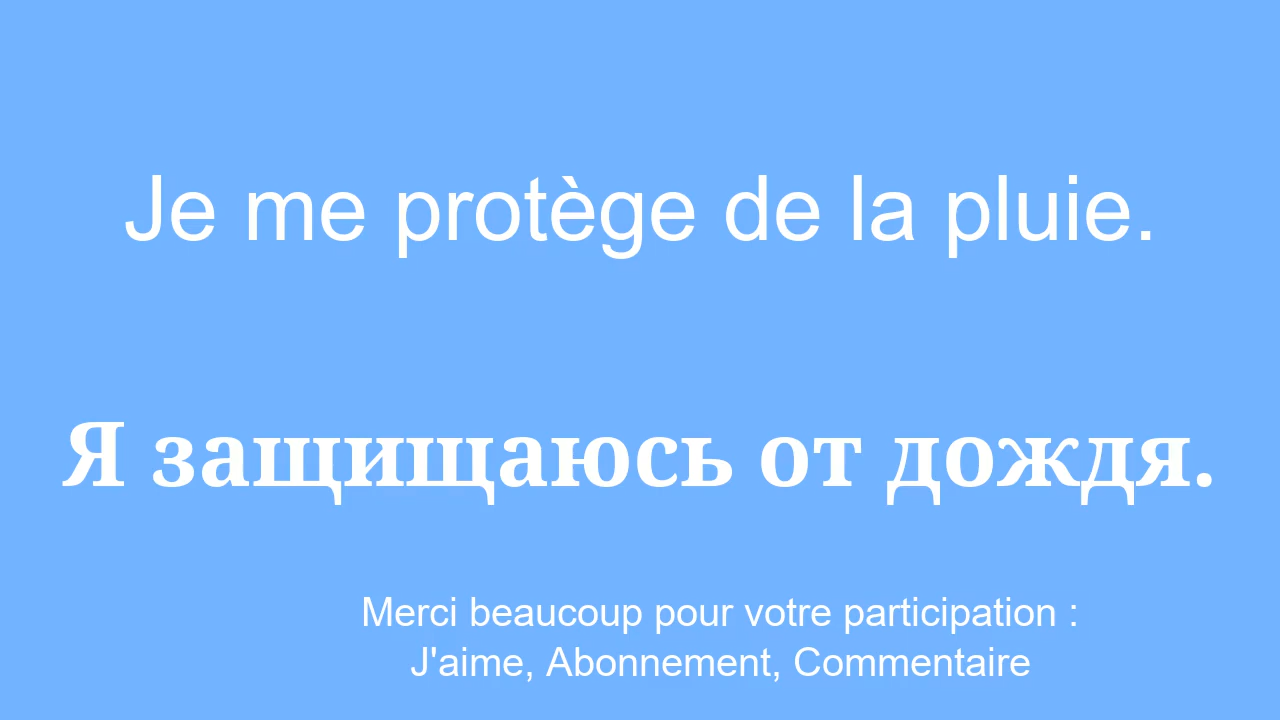 Je me protège de la pluie.
Я защищаюсь от дождя.
Merci beaucoup pour votre participation :
J'aime, Abonnement, Commentaire